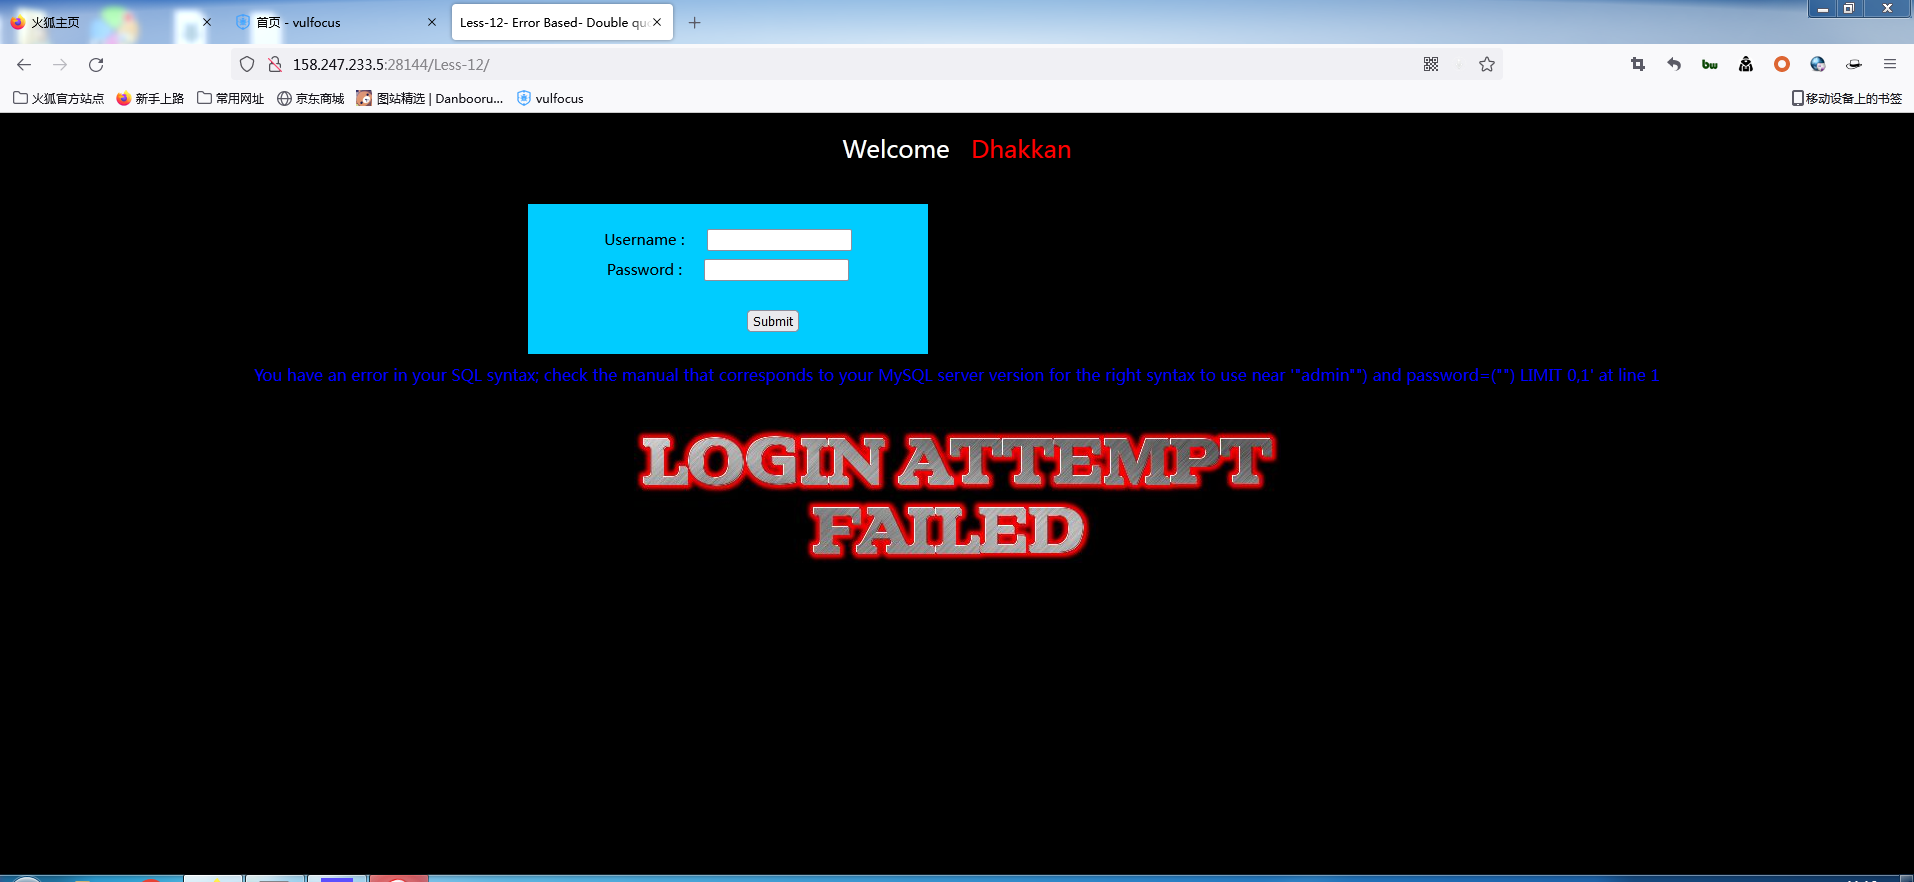 火狐主页
首页 - vulfocus
Less-12- Error Based- Double qu
158.247.233.5:28144/Less-12/
火狐官方站点 新手上路 常用网址 京东商城 图站精选 | Danbooru... vulfocus 移动设备上的书签
Welcome Dhakkan
Username :
Password :
Submit
You have an error in your SQL syntax; check the manual that corresponds to your MySQL server version for the right syntax to use near '"admin"") and password=("") LIMIT 0,1' at line 1
LOGIN ATTEMPT
FAILED